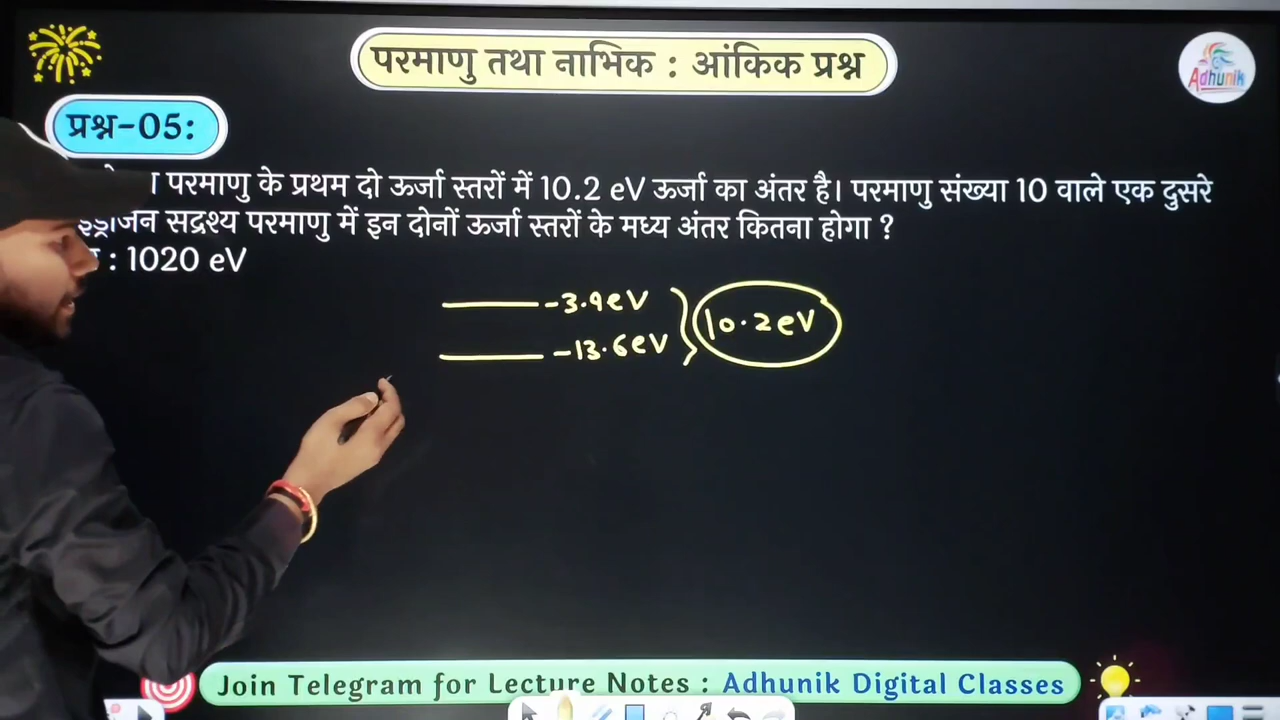 परमाणु तथा नाभिक : आंकिक प्रश्न
Adhunik
प्रश्न-05:
परमाणु के प्रथम दो ऊर्जा स्तरों में 10.2 eV ऊर्जा का अंतर है। परमाणु संख्या 10 वाले एक दुसरे
सद्रश्य परमाणु में इन दोनों ऊर्जा स्तरों के मध्य अंतर कितना होगा ?
: 1020 eV
-3.4eV
10.2eV
-13.6eV
Join Telegram for Lecture Notes : Adhunik Digital Classes